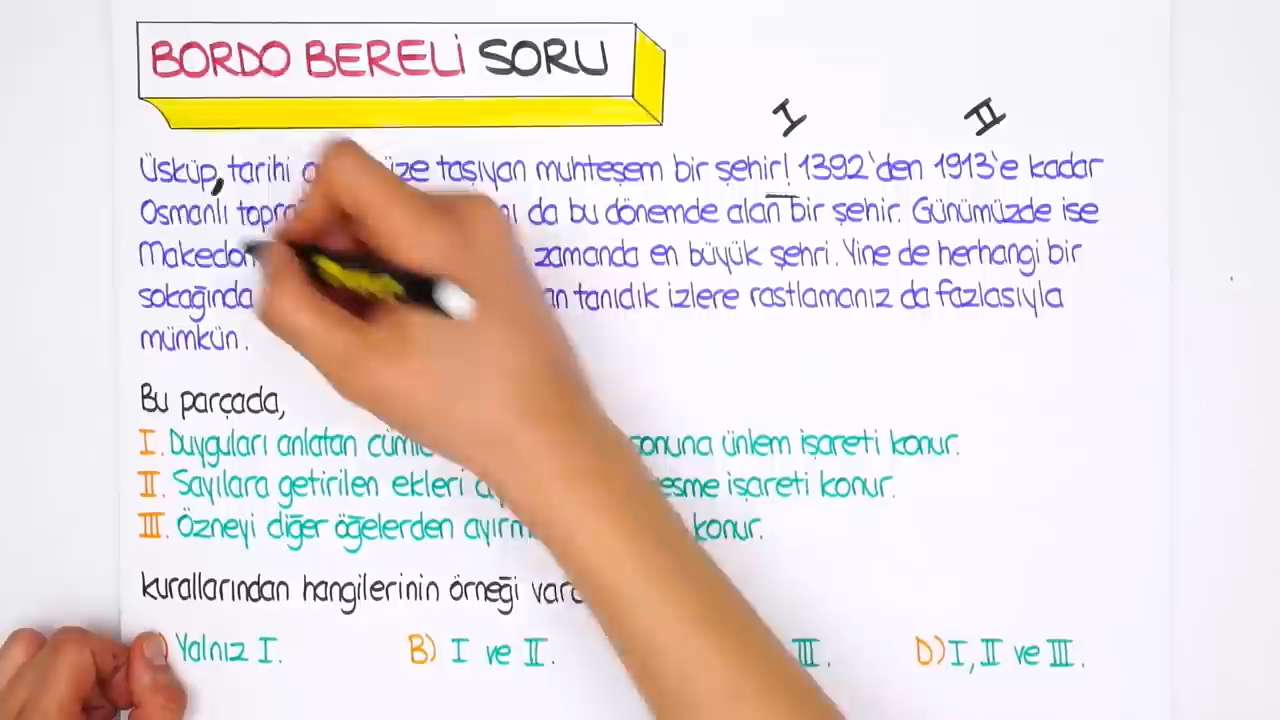 BORDO BERELİ SORU
I II
Üsküp, tarihi taşıyan muhteşem bir şehir! 1392'den 1913'e kadar
Osmanlı da bu dönemde alan bir şehir. Günümüzde ise
zamanda en büyük şehri. Yine de herhangi bir
sokağında tanıdık izlere rastlamanız da fazlasıyla
mümkün.
Bu parçada,
I. Duyguları anlatan sonuna ünlem işareti konur.
II. Sayılara getirilen ekleri işareti konur.
III. Özneyi diğer öğelerden konur.
kurallarından hangilerinin örneği
Yalnız I. B) I ve II. III. D) I, II ve III.